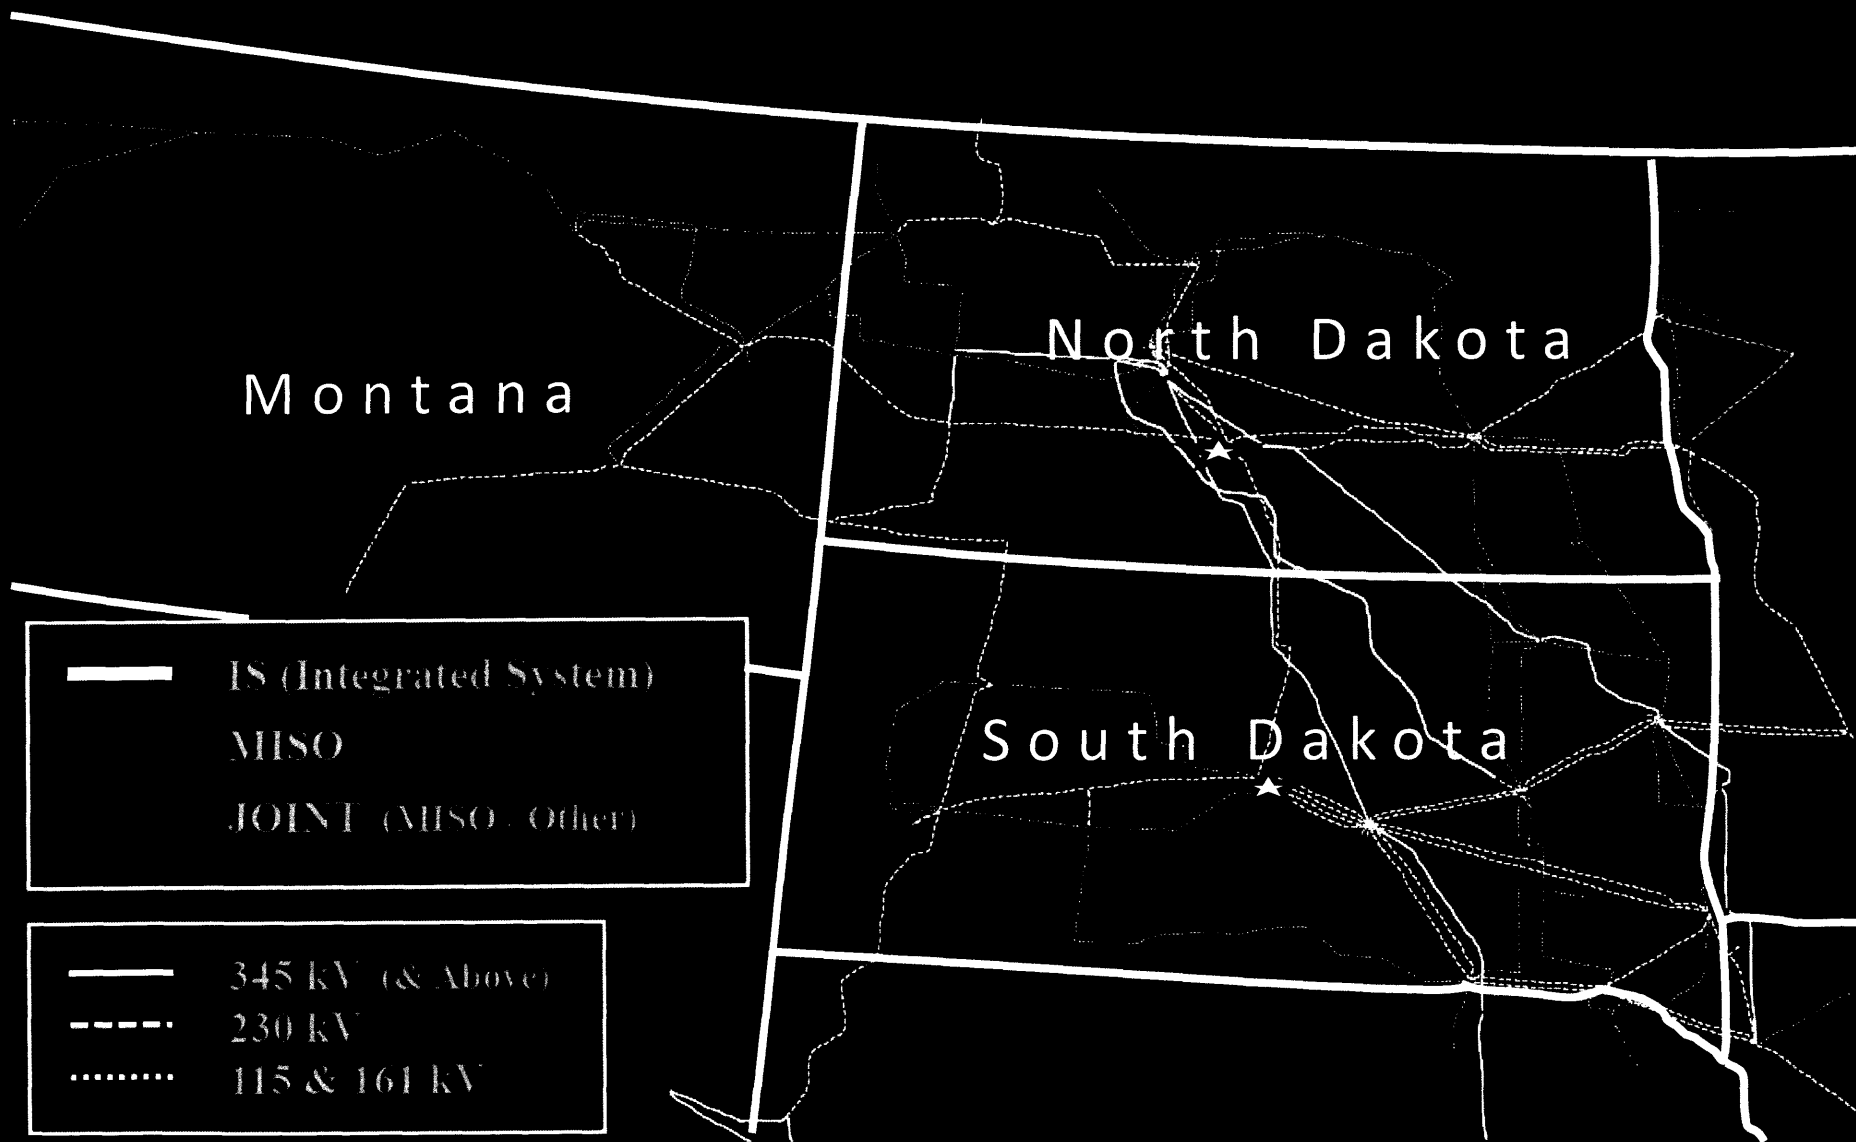 North Dakota
Montana
South Dakota
IS (Integrated System)
MISO
JOINT (MISO - Other)
345 kV (& Above)
230 kV
115 & 161 kV